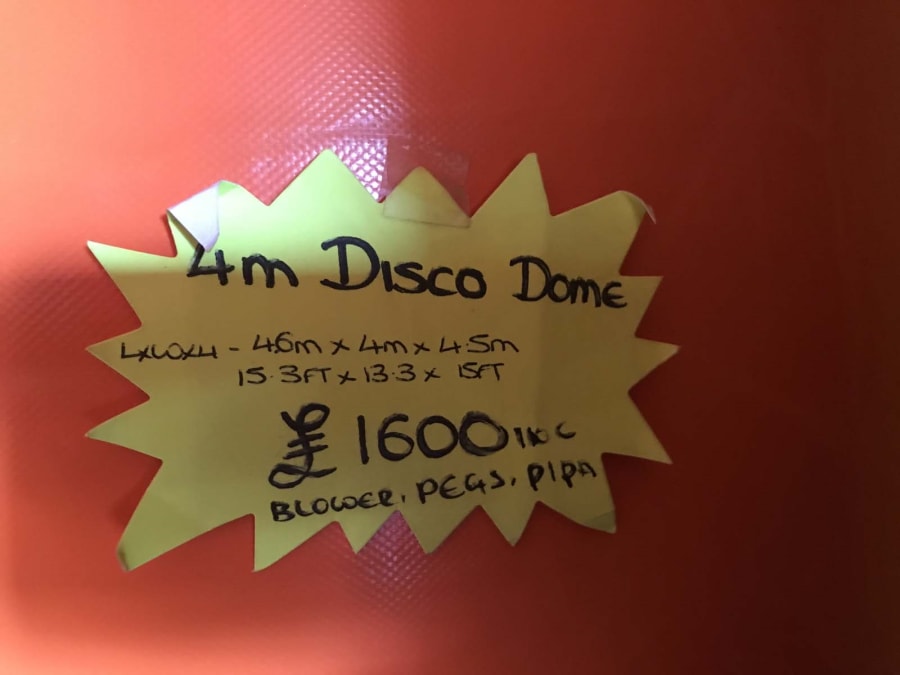 4m Disco Dome
LxWxH - 4.6m x 4m x 4.5m
15.3FT x 13.3 x 15FT
£1600 inc
BLOWER, PEGS, PIPA